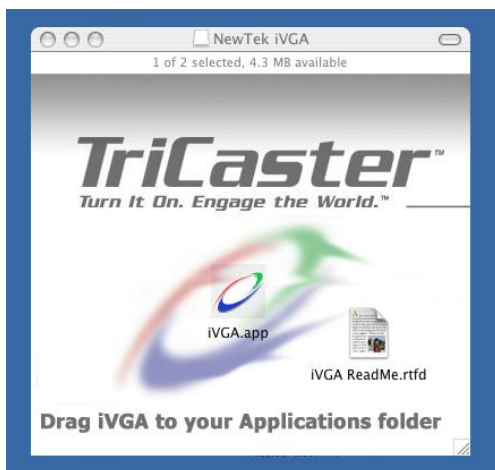 NewTek iVGA
1 of 2 selected, 4.3 MB available
TriCaster™
Turn It On. Engage the World.™
iVGA.app
iVGA ReadMe.rtfd
Drag iVGA to your Applications folder